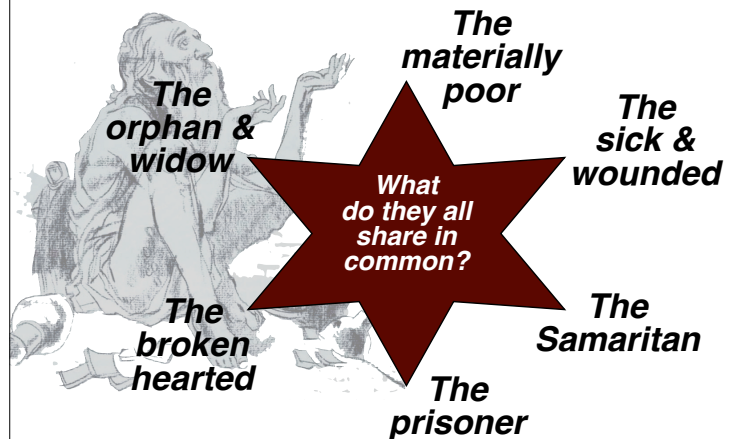 The
materially
poor
The
sick &
wounded
The
Samaritan
The
prisoner
The
broken
hearted
The
orphan &
widow
What
do they all
share in
common?